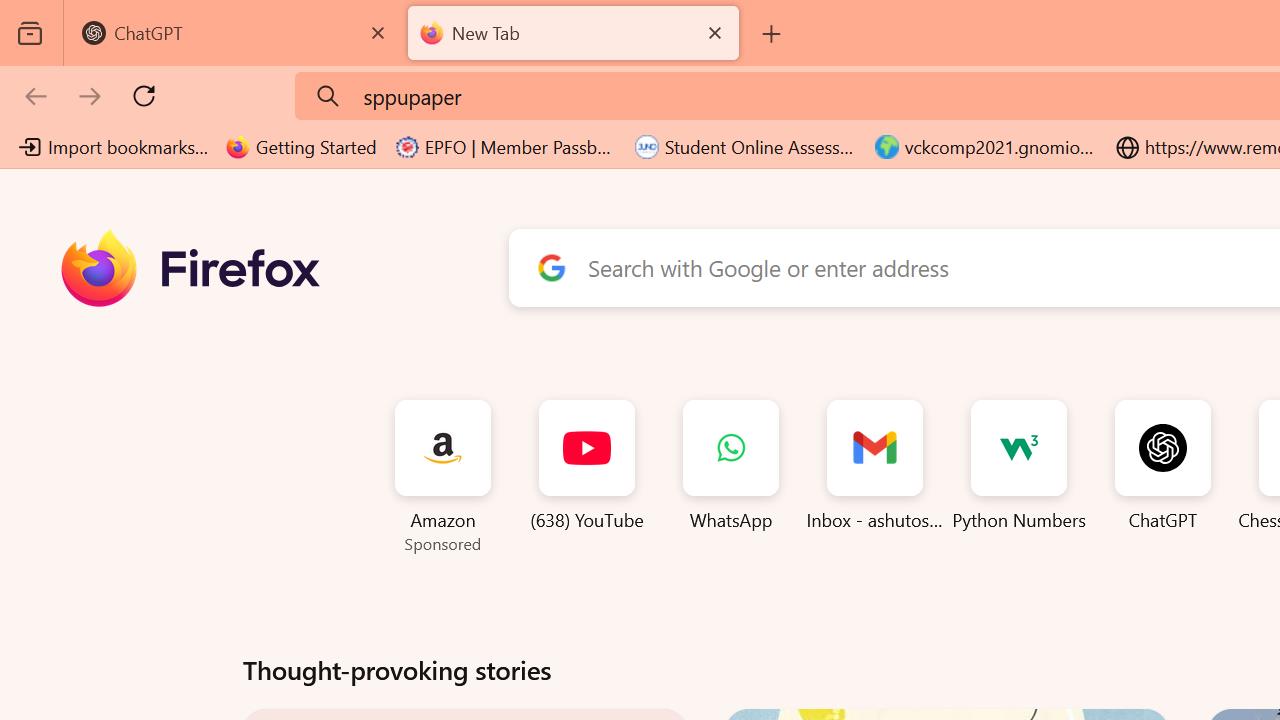 ChatGPT
New Tab
sppupaper
Import bookmarks... Getting Started EPFO | Member Passb... Student Online Assess... vckcomp2021.gnomio... https://www.rem
Firefox
Search with Google or enter address
Amazon (638) YouTube WhatsApp Inbox - ashutos... Python Numbers ChatGPT Chess
Sponsored
Thought-provoking stories